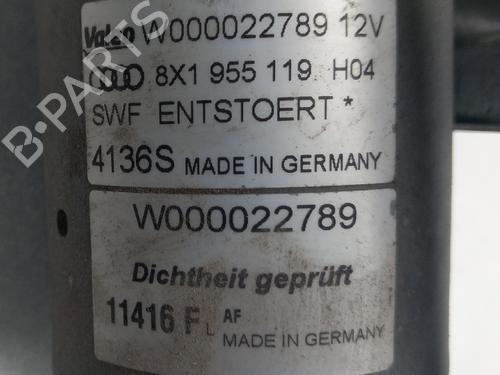 Valeo W000022789 12V
8X1 955 119 H04
SWF ENTSTOERT *
4136S MADE IN GERMANY
W000022789
Dichtheit geprüft
11416 F L AF
MADE IN GERMANY
B-PARTS